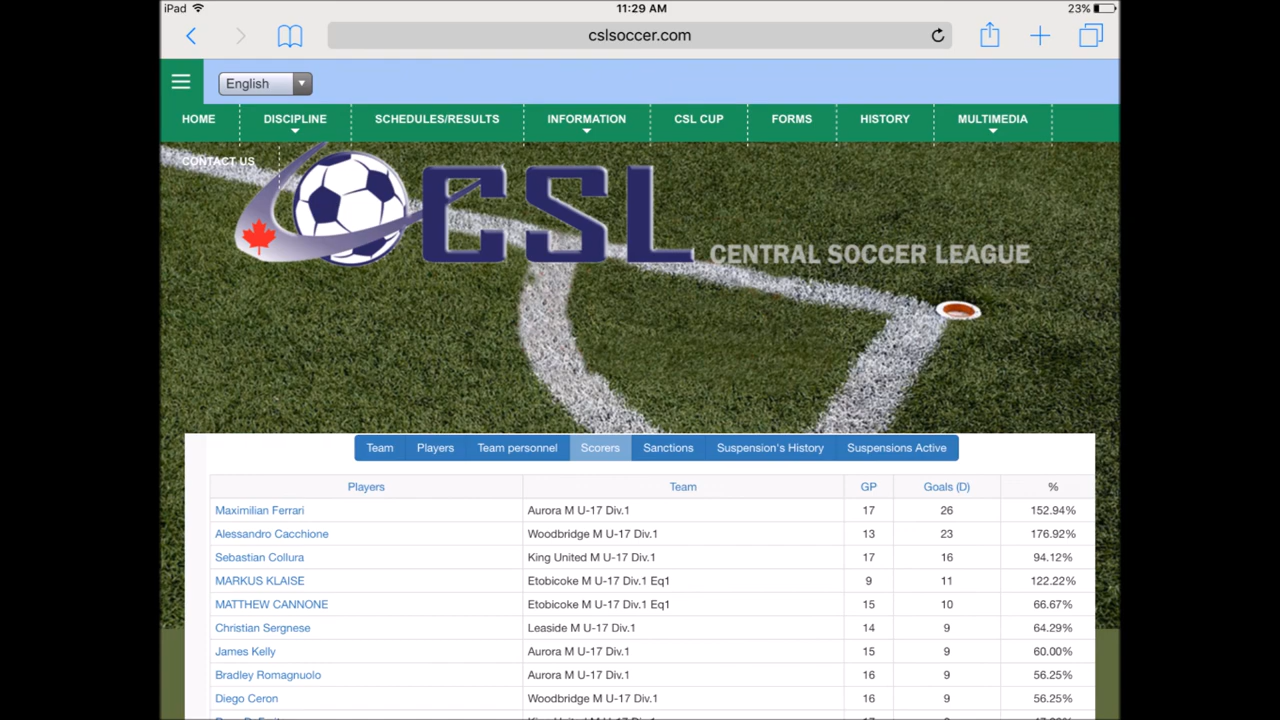 iPad 11:29 AM 23%
cslsoccer.com
English
HOME DISCIPLINE SCHEDULES/RESULTS INFORMATION CSL CUP FORMS HISTORY MULTIMEDIA
CONTACT US
CSL CENTRAL SOCCER LEAGUE
Team Players Team personnel Scorers Sanctions Suspension's History Suspensions Active
Players Team GP Goals (D) %
Maximilian Ferrari Aurora M U-17 Div.1 17 26 152.94%
Alessandro Cacchione Woodbridge M U-17 Div.1 13 23 176.92%
Sebastian Collura King United M U-17 Div.1 17 16 94.12%
MARKUS KLAISE Etobicoke M U-17 Div.1 Eq1 9 11 122.22%
MATTHEW CANNONE Etobicoke M U-17 Div.1 Eq1 15 10 66.67%
Christian Sergnese Leaside M U-17 Div.1 14 9 64.29%
James Kelly Aurora M U-17 Div.1 15 9 60.00%
Bradley Romagnuolo Aurora M U-17 Div.1 16 9 56.25%
Diego Ceron Woodbridge M U-17 Div.1 16 9 56.25%